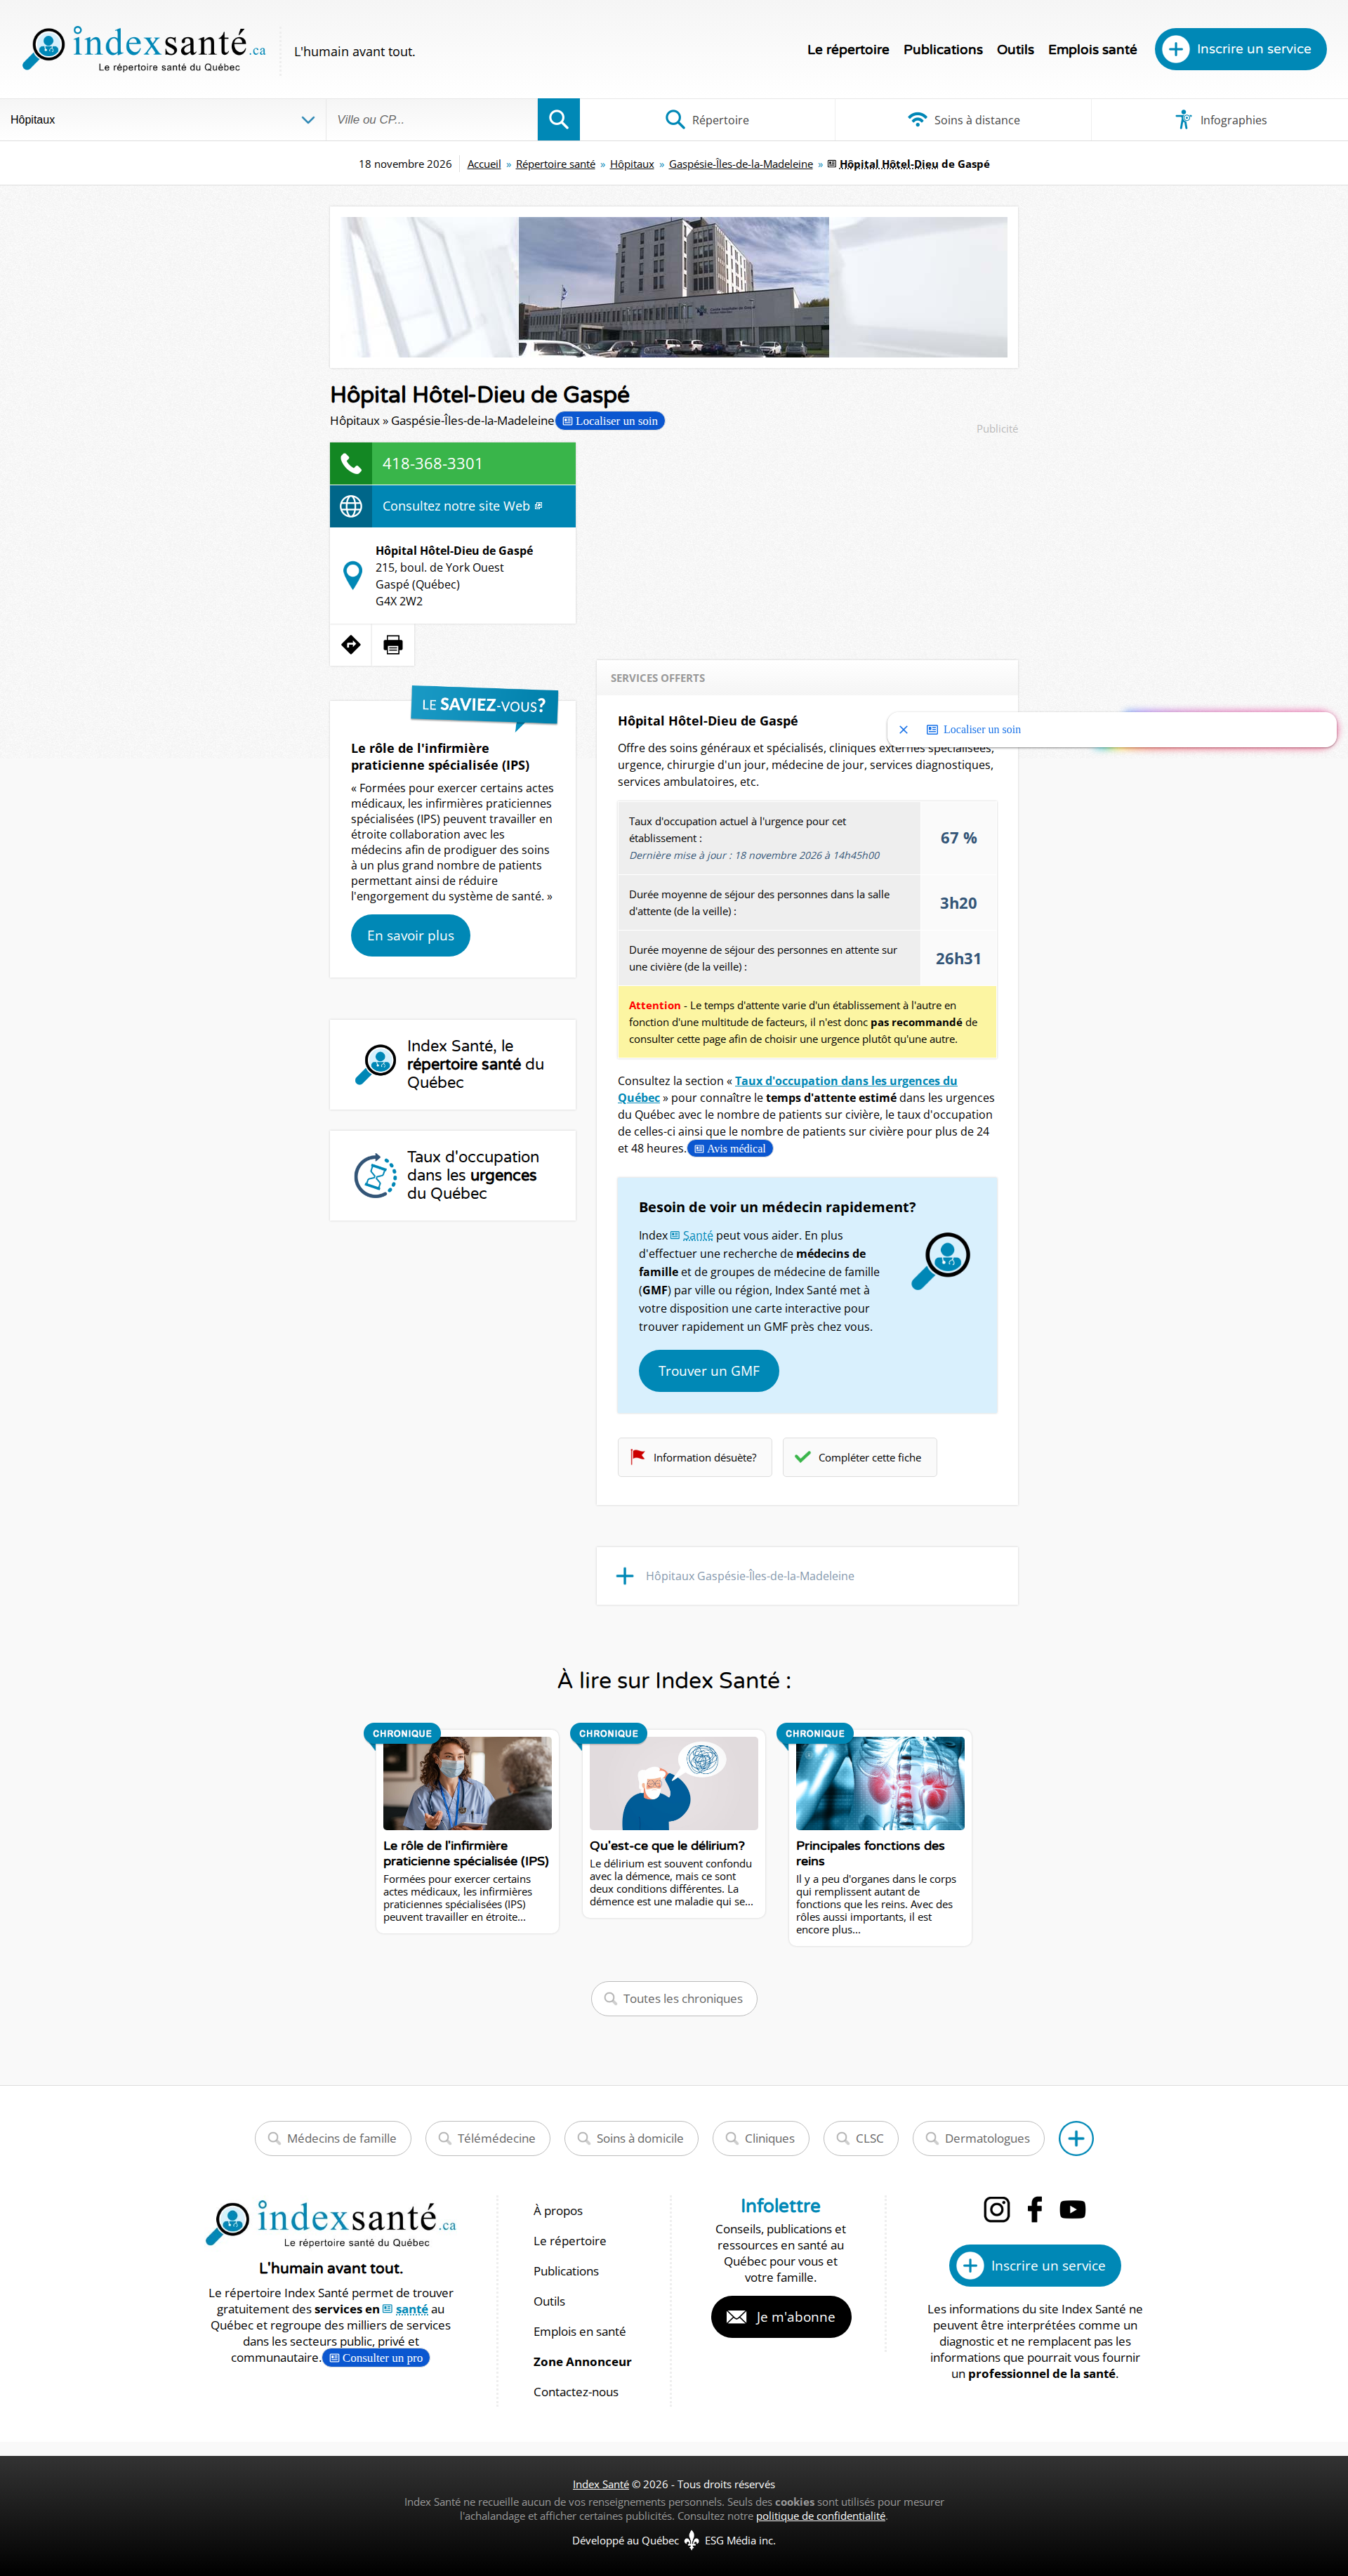 indexsanté.ca
Le répertoire santé du Québec
L'humain avant tout.
Le répertoire
Publications
Outils
Emplois santé
Inscrire un service
Hôpitaux
Ville ou CP...
Répertoire
Soins à distance
Infographies
18 novembre 2026
Accueil » Répertoire santé » Hôpitaux » Gaspésie-Îles-de-la-Madeleine » Hôpital Hôtel-Dieu de Gaspé
Hôpital Hôtel-Dieu de Gaspé
Hôpitaux » Gaspésie-Îles-de-la-Madeleine Localiser un soin
Publicité
418-368-3301
Consultez notre site Web
Hôpital Hôtel-Dieu de Gaspé
215, boul. de York Ouest
Gaspé (Québec)
G4X 2W2
LE SAVIEZ-VOUS?
Le rôle de l'infirmière
praticienne spécialisée (IPS)
« Formées pour exercer certains actes
médicaux, les infirmières praticiennes
spécialisées (IPS) peuvent travailler en
étroite collaboration avec les
médecins afin de prodiguer des soins
à un plus grand nombre de patients
permettant ainsi de réduire
l'engorgement du système de santé. »
En savoir plus
Index Santé, le
répertoire santé du
Québec
Taux d'occupation
dans les urgences
du Québec
SERVICES OFFERTS
Hôpital Hôtel-Dieu de Gaspé
Localiser un soin
Offre des soins généraux et spécialisés, cliniques externes spécialisées,
urgence, chirurgie d'un jour, médecine de jour, services diagnostiques,
services ambulatoires, etc.
Taux d'occupation actuel à l'urgence pour cet
établissement :
Dernière mise à jour : 18 novembre 2026 à 14h45h00
67 %
Durée moyenne de séjour des personnes dans la salle
d'attente (de la veille) :
3h20
Durée moyenne de séjour des personnes en attente sur
une civière (de la veille) :
26h31
Attention - Le temps d'attente varie d'un établissement à l'autre en
fonction d'une multitude de facteurs, il n'est donc pas recommandé de
consulter cette page afin de choisir une urgence plutôt qu'une autre.
Consultez la section « Taux d'occupation dans les urgences du
Québec » pour connaître le temps d'attente estimé dans les urgences
du Québec avec le nombre de patients sur civière, le taux d'occupation
de celles-ci ainsi que le nombre de patients sur civière pour plus de 24
et 48 heures. Avis médical
Besoin de voir un médecin rapidement?
Index Santé peut vous aider. En plus
d'effectuer une recherche de médecins de
famille et de groupes de médecine de famille
(GMF) par ville ou région, Index Santé met à
votre disposition une carte interactive pour
trouver rapidement un GMF près chez vous.
Trouver un GMF
Information désuète?
Compléter cette fiche
Hôpitaux Gaspésie-Îles-de-la-Madeleine
À lire sur Index Santé :
CHRONIQUE
Le rôle de l'infirmière
praticienne spécialisée (IPS)
Formées pour exercer certains
actes médicaux, les infirmières
praticiennes spécialisées (IPS)
peuvent travailler en étroite...
CHRONIQUE
Qu'est-ce que le délirium?
Le délirium est souvent confondu
avec la démence, mais ce sont
deux conditions différentes. La
démence est une maladie qui se...
CHRONIQUE
Principales fonctions des
reins
Il y a peu d'organes dans le corps
qui remplissent autant de
fonctions que les reins. Avec des
rôles aussi importants, il est
encore plus...
Toutes les chroniques
Médecins de famille
Télémédecine
Soins à domicile
Cliniques
CLSC
Dermatologues
indexsanté.ca
Le répertoire santé du Québec
L'humain avant tout.
Le répertoire Index Santé permet de trouver
gratuitement des services en santé au
Québec et regroupe des milliers de services
dans les secteurs public, privé et
communautaire. Consulter un pro
À propos
Le répertoire
Publications
Outils
Emplois en santé
Zone Annonceur
Contactez-nous
Infolettre
Conseils, publications et
ressources en santé au
Québec pour vous et
votre famille.
Je m'abonne
Inscrire un service
Les informations du site Index Santé ne
peuvent être interprétées comme un
diagnostic et ne remplacent pas les
informations que pourrait vous fournir
un professionnel de la santé.
Index Santé © 2026 - Tous droits réservés
Index Santé ne recueille aucun de vos renseignements personnels. Seuls des cookies sont utilisés pour mesurer
l'achalandage et afficher certaines publicités. Consultez notre politique de confidentialité.
Développé au Québec ESG Média inc.